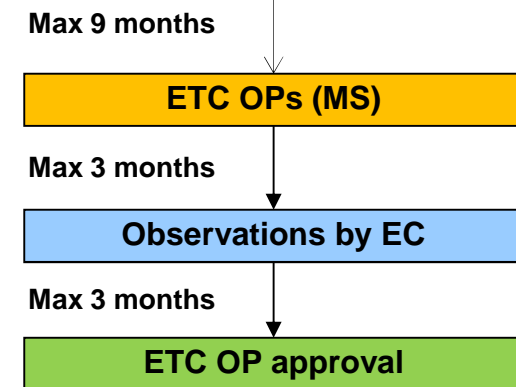 Max 9 months
ETC OPs (MS)
Max 3 months
Observations by EC
Max 3 months
ETC OP approval